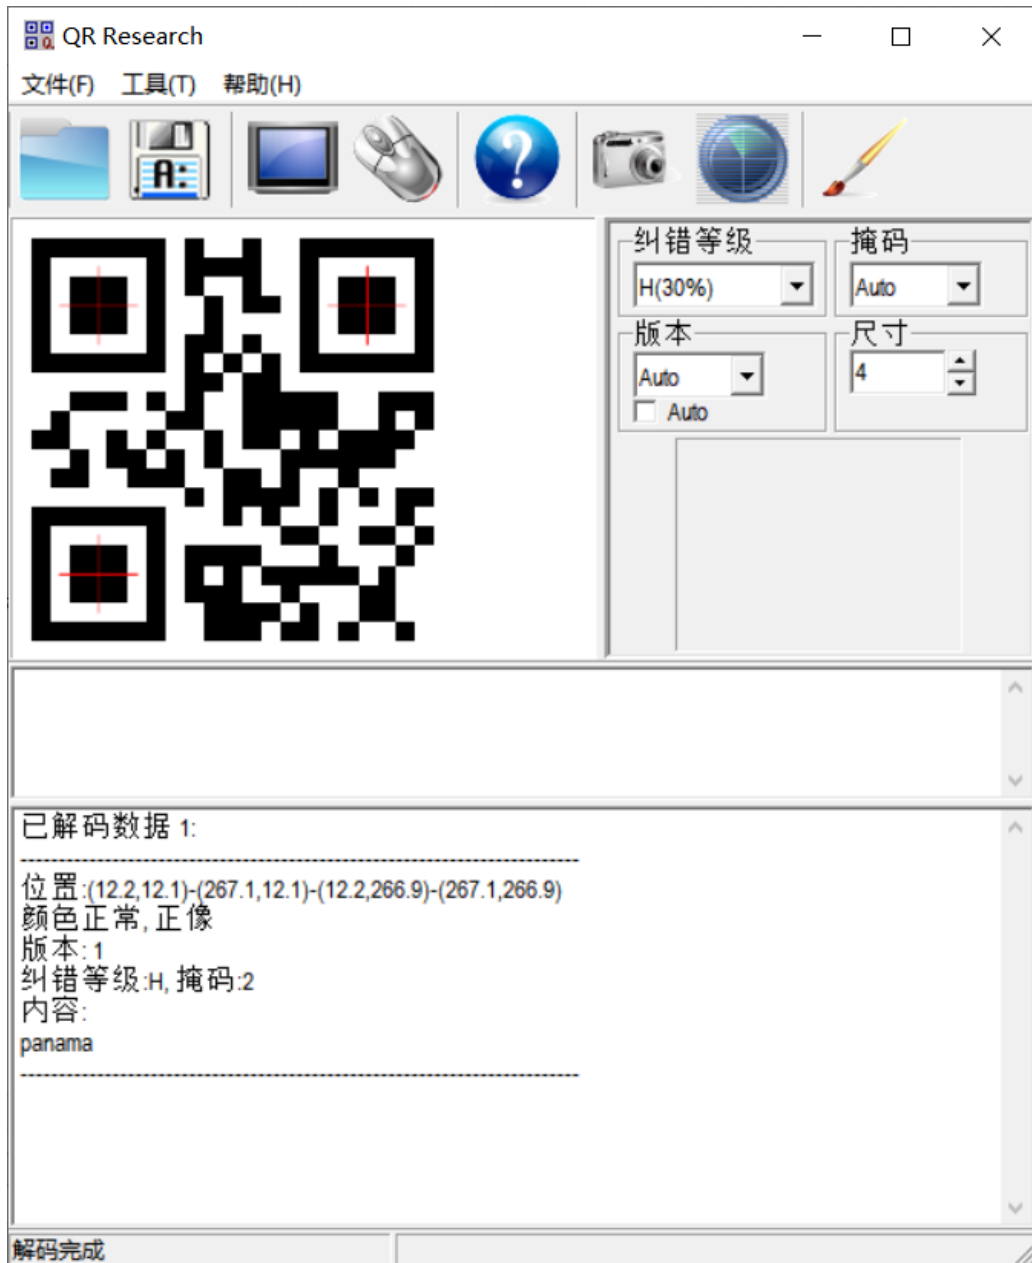 QR Research
文件(F) 工具(T) 帮助(H)
A:
纠错等级 掩码
H(30%) Auto
版本 尺寸
Auto 4
Auto
已解码数据 1:
--------------------------------------------------------------------------------
位置:(12.2,12.1)-(267.1,12.1)-(12.2,266.9)-(267.1,266.9)
颜色正常, 正像
版本: 1
纠错等级:H, 掩码:2
内容:
panama
--------------------------------------------------------------------------------
解码完成